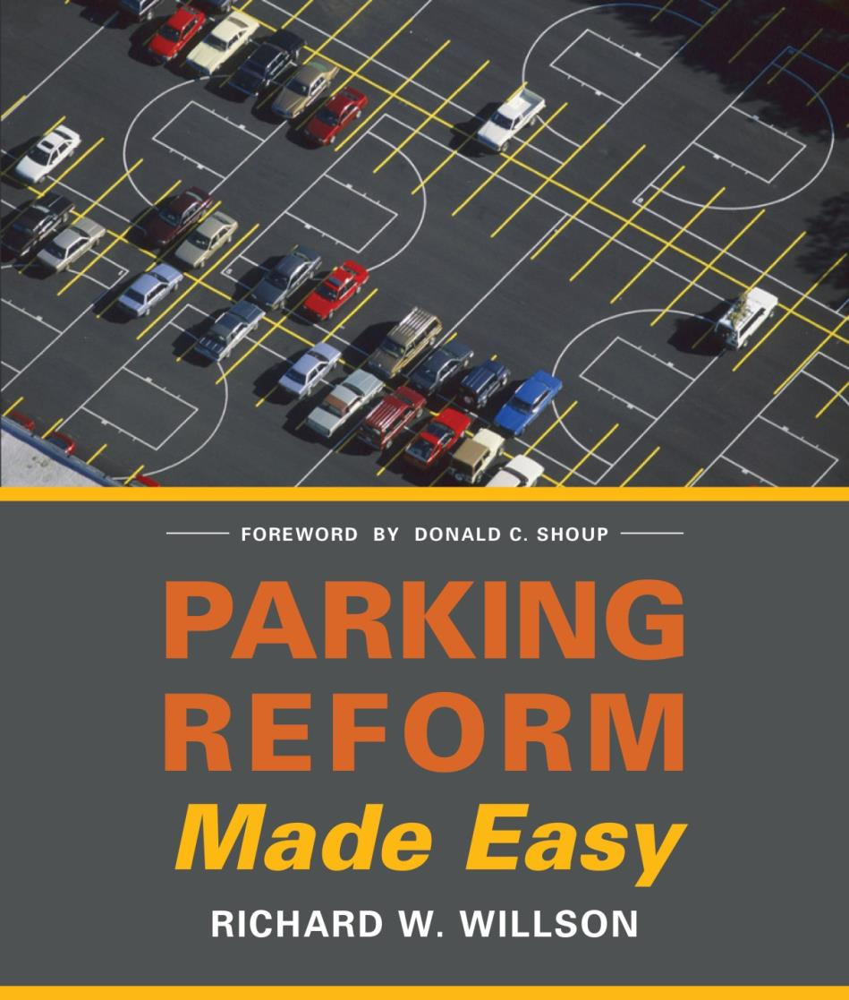 FOREWORD BY DONALD C. SHOUP
PARKING
REFORM
Made Easy
RICHARD W. WILLSON